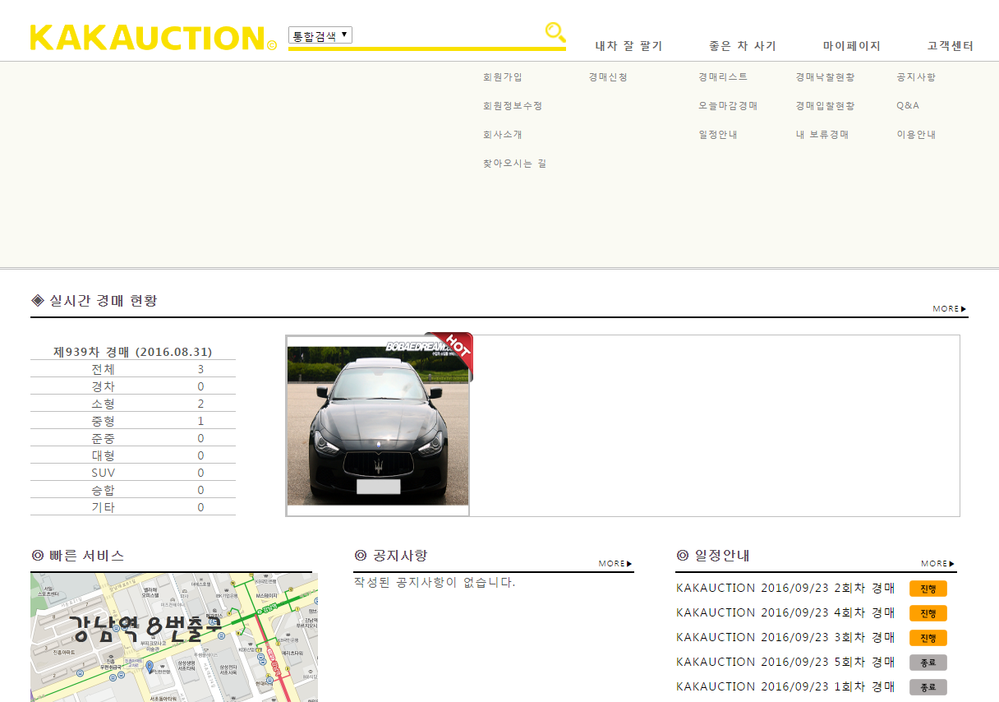 KAKAUCTION©
통합검색
내차 잘 팔기 좋은 차 사기 마이페이지 고객센터
회원가입 경매신청 경매리스트 경매낙찰현황 공지사항
회원정보수정 오늘마감경매 경매입찰현황 Q&A
회사소개 일정안내 내 보류경매 이용안내
찾아오시는 길
◈ 실시간 경매 현황
MORE▶
제939차 경매 (2016.08.31)
전체 3
경차 0
소형 2
중형 1
준중 0
대형 0
SUV 0
승합 0
기타 0
BOBAEDREAM.c
HOT
◎ 빠른 서비스
강남역 8번출구
◎ 공지사항
MORE▶
작성된 공지사항이 없습니다.
◎ 일정안내
MORE▶
KAKAUCTION 2016/09/23 2회차 경매 진행
KAKAUCTION 2016/09/23 4회차 경매 진행
KAKAUCTION 2016/09/23 3회차 경매 진행
KAKAUCTION 2016/09/23 5회차 경매 종료
KAKAUCTION 2016/09/23 1회차 경매 종료